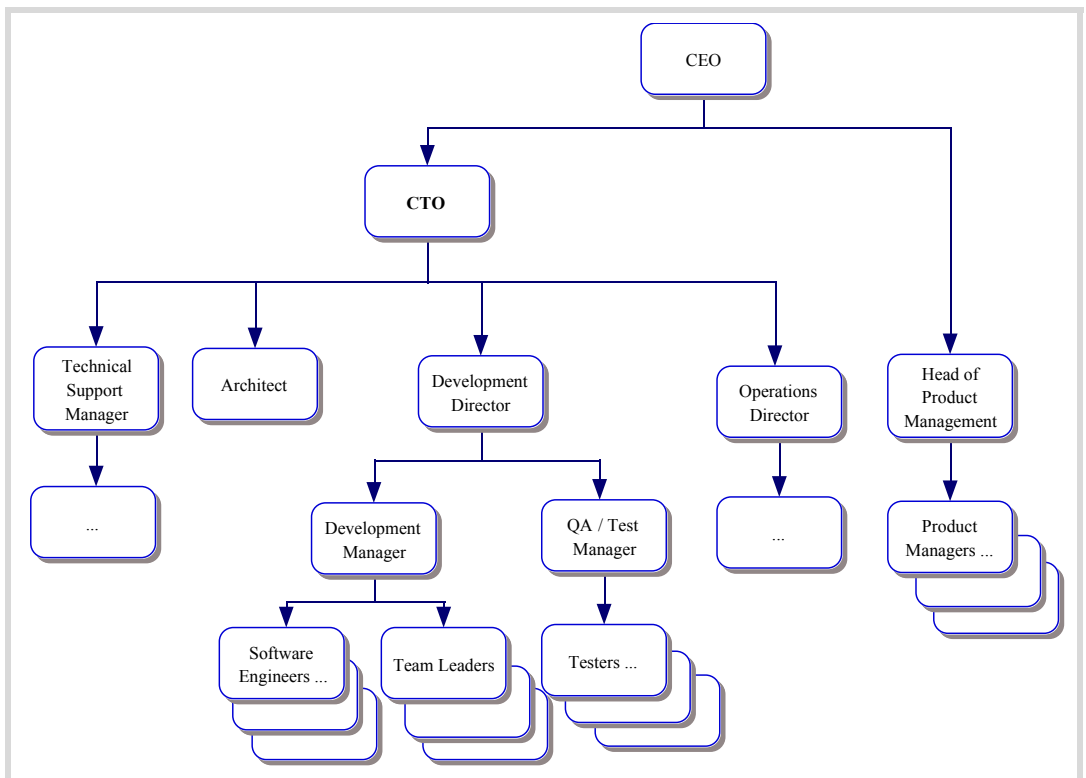 CEO
CTO
Technical
Support
Manager
Architect
Development
Director
Operations
Director
Head of
Product
Management
...
Development
Manager
QA / Test
Manager
...
Product
Managers ...
Software
Engineers ...
Team Leaders
Testers ...